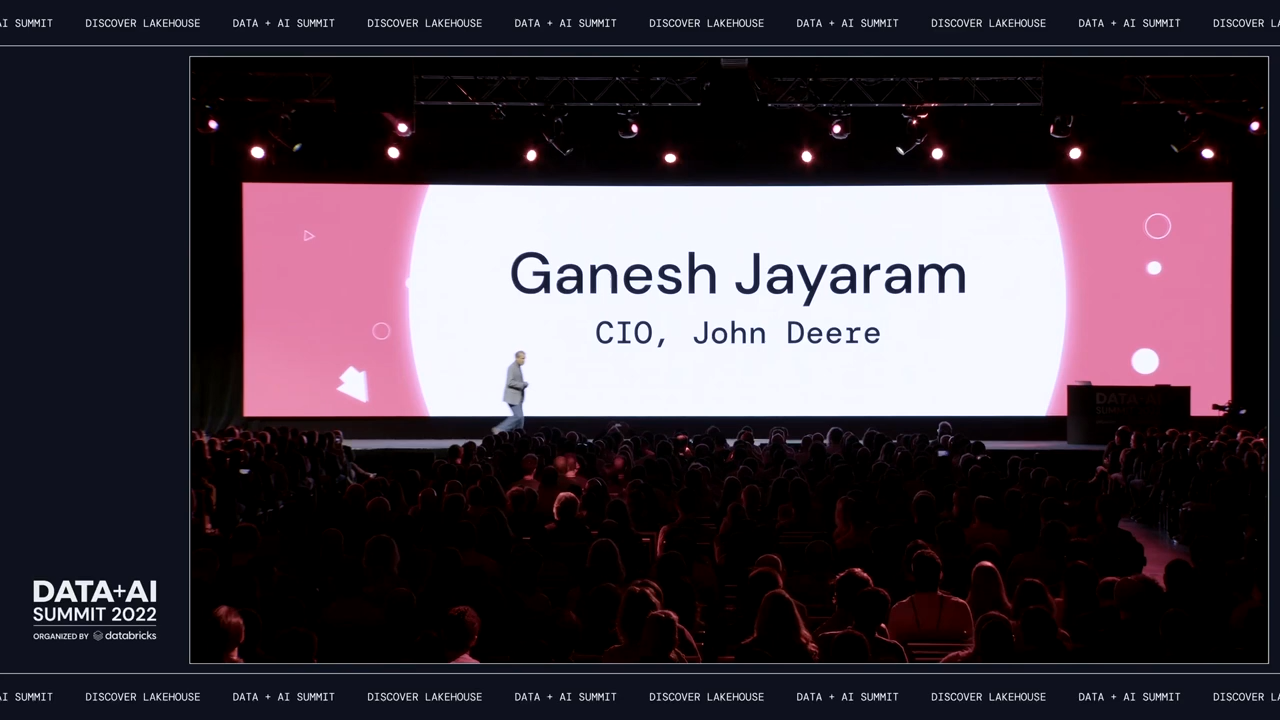 AI SUMMIT DISCOVER LAKEHOUSE DATA + AI SUMMIT DISCOVER LAKEHOUSE DATA + AI SUMMIT DISCOVER LAKEHOUSE DATA + AI SUMMIT DISCOVER LAKEHOUSE DATA + AI SUMMIT DISCOVER
Ganesh Jayaram
CIO, John Deere
DATA+AI
SUMMIT 2022
ORGANIZED BY databricks
AI SUMMIT DISCOVER LAKEHOUSE DATA + AI SUMMIT DISCOVER LAKEHOUSE DATA + AI SUMMIT DISCOVER LAKEHOUSE DATA + AI SUMMIT DISCOVER LAKEHOUSE DATA + AI SUMMIT DISCOVER